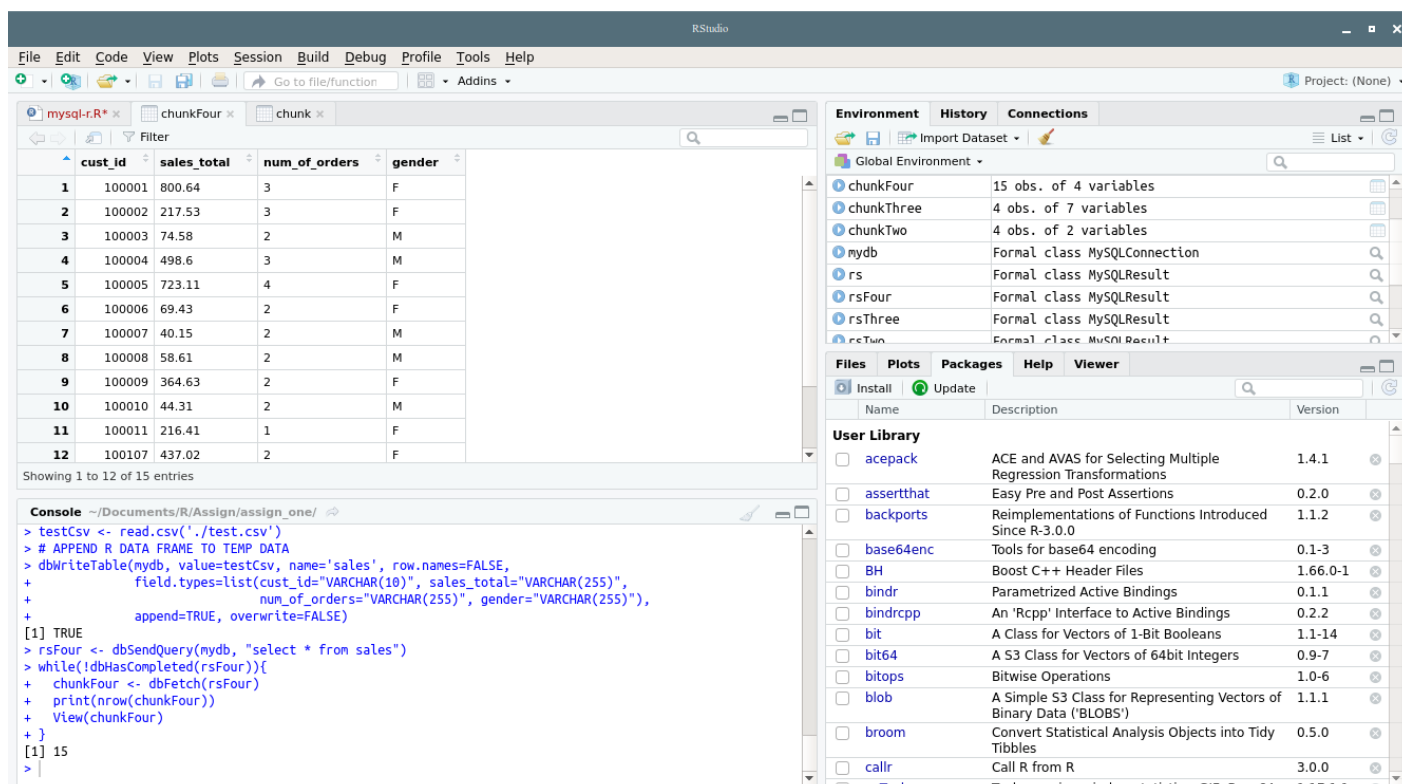 RStudio
File Edit Code View Plots Session Build Debug Profile Tools Help
Go to file/function Addins Project: (None)
mysql-r.R* chunkFour chunk
Filter
cust_id sales_total num_of_orders gender
1 100001 800.64 3 F
2 100002 217.53 3 F
3 100003 74.58 2 M
4 100004 498.6 3 M
5 100005 723.11 4 F
6 100006 69.43 2 F
7 100007 40.15 2 M
8 100008 58.61 2 M
9 100009 364.63 2 F
10 100010 44.31 2 M
11 100011 216.41 1 F
12 100107 437.02 2 F
Showing 1 to 12 of 15 entries
Console ~/Documents/R/Assign/assign_one/
> testCsv <- read.csv('./test.csv')
> # APPEND R DATA FRAME TO TEMP DATA
> dbWriteTable(mydb, value=testCsv, name='sales', row.names=FALSE,
+ field.types=list(cust_id="VARCHAR(10)", sales_total="VARCHAR(255)",
+ num_of_orders="VARCHAR(255)", gender="VARCHAR(255)"),
+ append=TRUE, overwrite=FALSE)
[1] TRUE
> rsFour <- dbSendQuery(mydb, "select * from sales")
> while(!dbHasCompleted(rsFour)){
+ chunkFour <- dbFetch(rsFour)
+ print(nrow(chunkFour))
+ View(chunkFour)
+ }
[1] 15
>
Environment History Connections
Import Dataset List
Global Environment
chunkFour 15 obs. of 4 variables
chunkThree 4 obs. of 7 variables
chunkTwo 4 obs. of 2 variables
mydb Formal class MySQLConnection
rs Formal class MySQLResult
rsFour Formal class MySQLResult
rsThree Formal class MySQLResult
rsTwo Formal class MySQLResult
Files Plots Packages Help Viewer
Install Update
Name Description Version
User Library
acepack ACE and AVAS for Selecting Multiple 1.4.1
Regression Transformations
assertthat Easy Pre and Post Assertions 0.2.0
backports Reimplementations of Functions Introduced 1.1.2
Since R-3.0.0
base64enc Tools for base64 encoding 0.1-3
BH Boost C++ Header Files 1.66.0-1
bindr Parametrized Active Bindings 0.1.1
bindrcpp An 'Rcpp' Interface to Active Bindings 0.2.2
bit A Class for Vectors of 1-Bit Booleans 1.1-14
bit64 A S3 Class for Vectors of 64bit Integers 0.9-7
bitops Bitwise Operations 1.0-6
blob A Simple S3 Class for Representing Vectors of 1.1.1
Binary Data ('BLOBS')
broom Convert Statistical Analysis Objects into Tidy 0.5.0
Tibbles
callr Call R from R 3.0.0